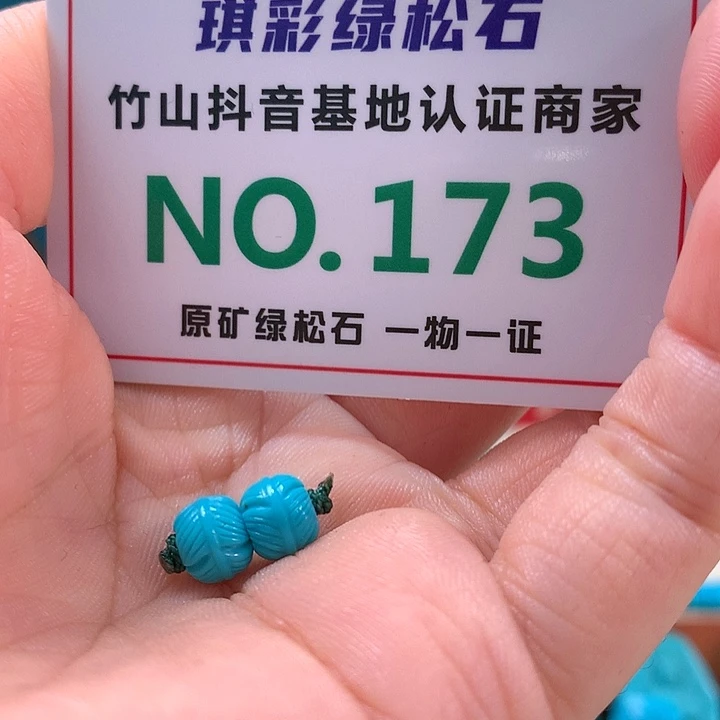 琪彩绿松石
竹山抖音基地认证商家
NO.173
原矿绿松石 一物一证